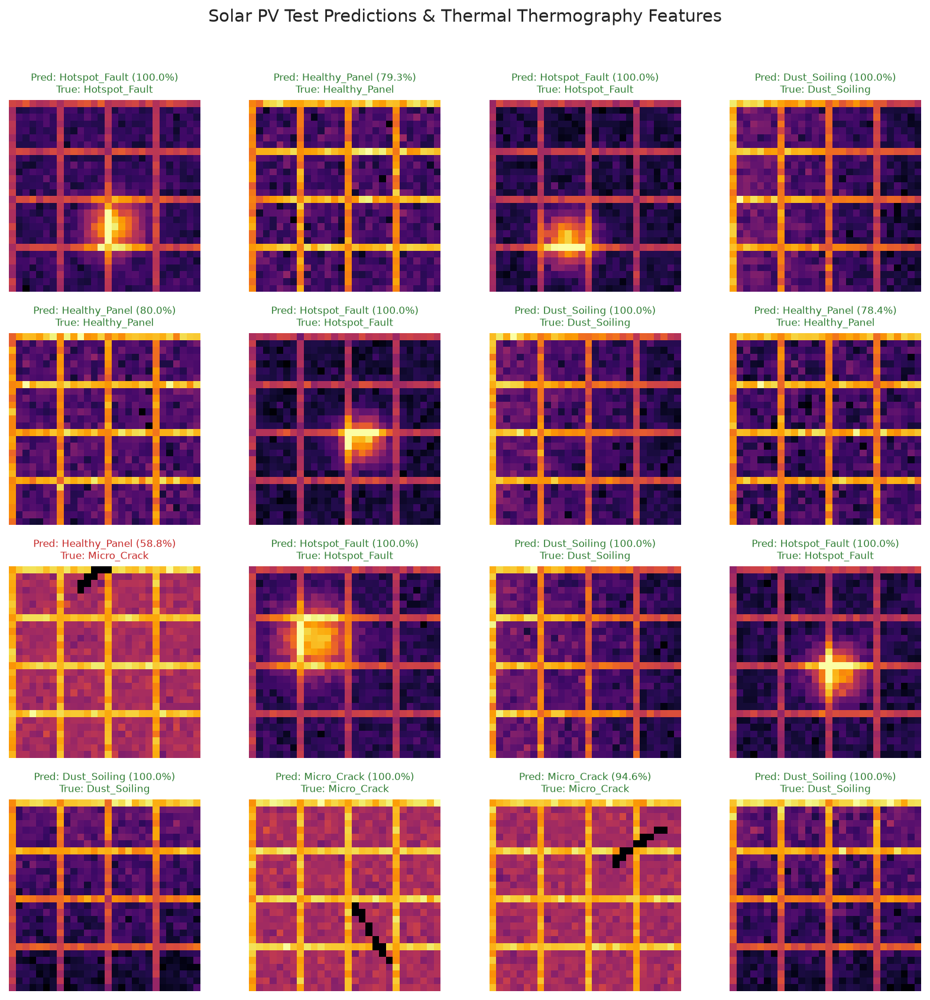 Solar PV Test Predictions & Thermal Thermography Features
Pred: Hotspot_Fault (100.0%)
True: Hotspot_Fault
Pred: Healthy_Panel (79.3%)
True: Healthy_Panel
Pred: Hotspot_Fault (100.0%)
True: Hotspot_Fault
Pred: Dust_Soiling (100.0%)
True: Dust_Soiling
Pred: Healthy_Panel (80.0%)
True: Healthy_Panel
Pred: Hotspot_Fault (100.0%)
True: Hotspot_Fault
Pred: Dust_Soiling (100.0%)
True: Dust_Soiling
Pred: Healthy_Panel (78.4%)
True: Healthy_Panel
Pred: Healthy_Panel (58.8%)
True: Micro_Crack
Pred: Hotspot_Fault (100.0%)
True: Hotspot_Fault
Pred: Dust_Soiling (100.0%)
True: Dust_Soiling
Pred: Hotspot_Fault (100.0%)
True: Hotspot_Fault
Pred: Dust_Soiling (100.0%)
True: Dust_Soiling
Pred: Micro_Crack (100.0%)
True: Micro_Crack
Pred: Micro_Crack (94.6%)
True: Micro_Crack
Pred: Dust_Soiling (100.0%)
True: Dust_Soiling